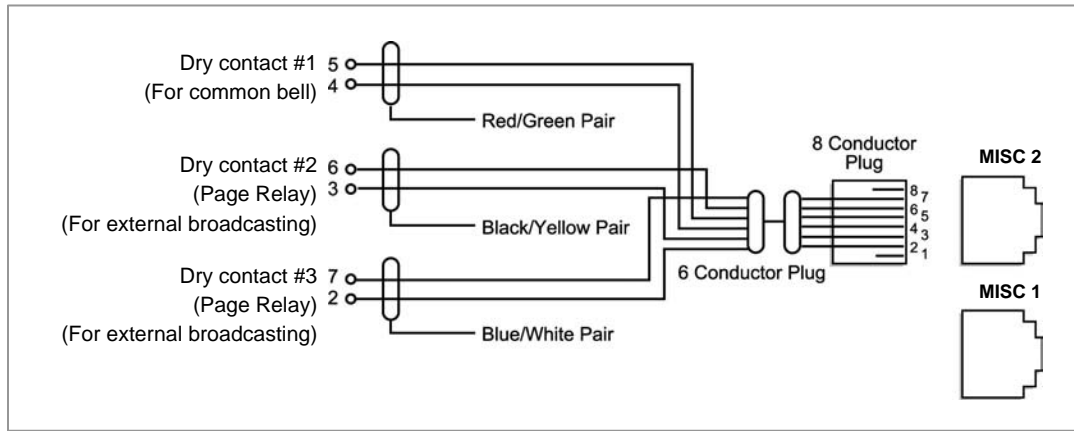 Dry contact #1 5
(For common bell) 4
Red/Green Pair
Dry contact #2 6
(Page Relay) 3
(For external broadcasting)
Black/Yellow Pair
Dry contact #3 7
(Page Relay) 2
(For external broadcasting)
Blue/White Pair
6 Conductor Plug
8 Conductor
Plug
8
7
6
5
4
3
2
1
MISC 2
MISC 1